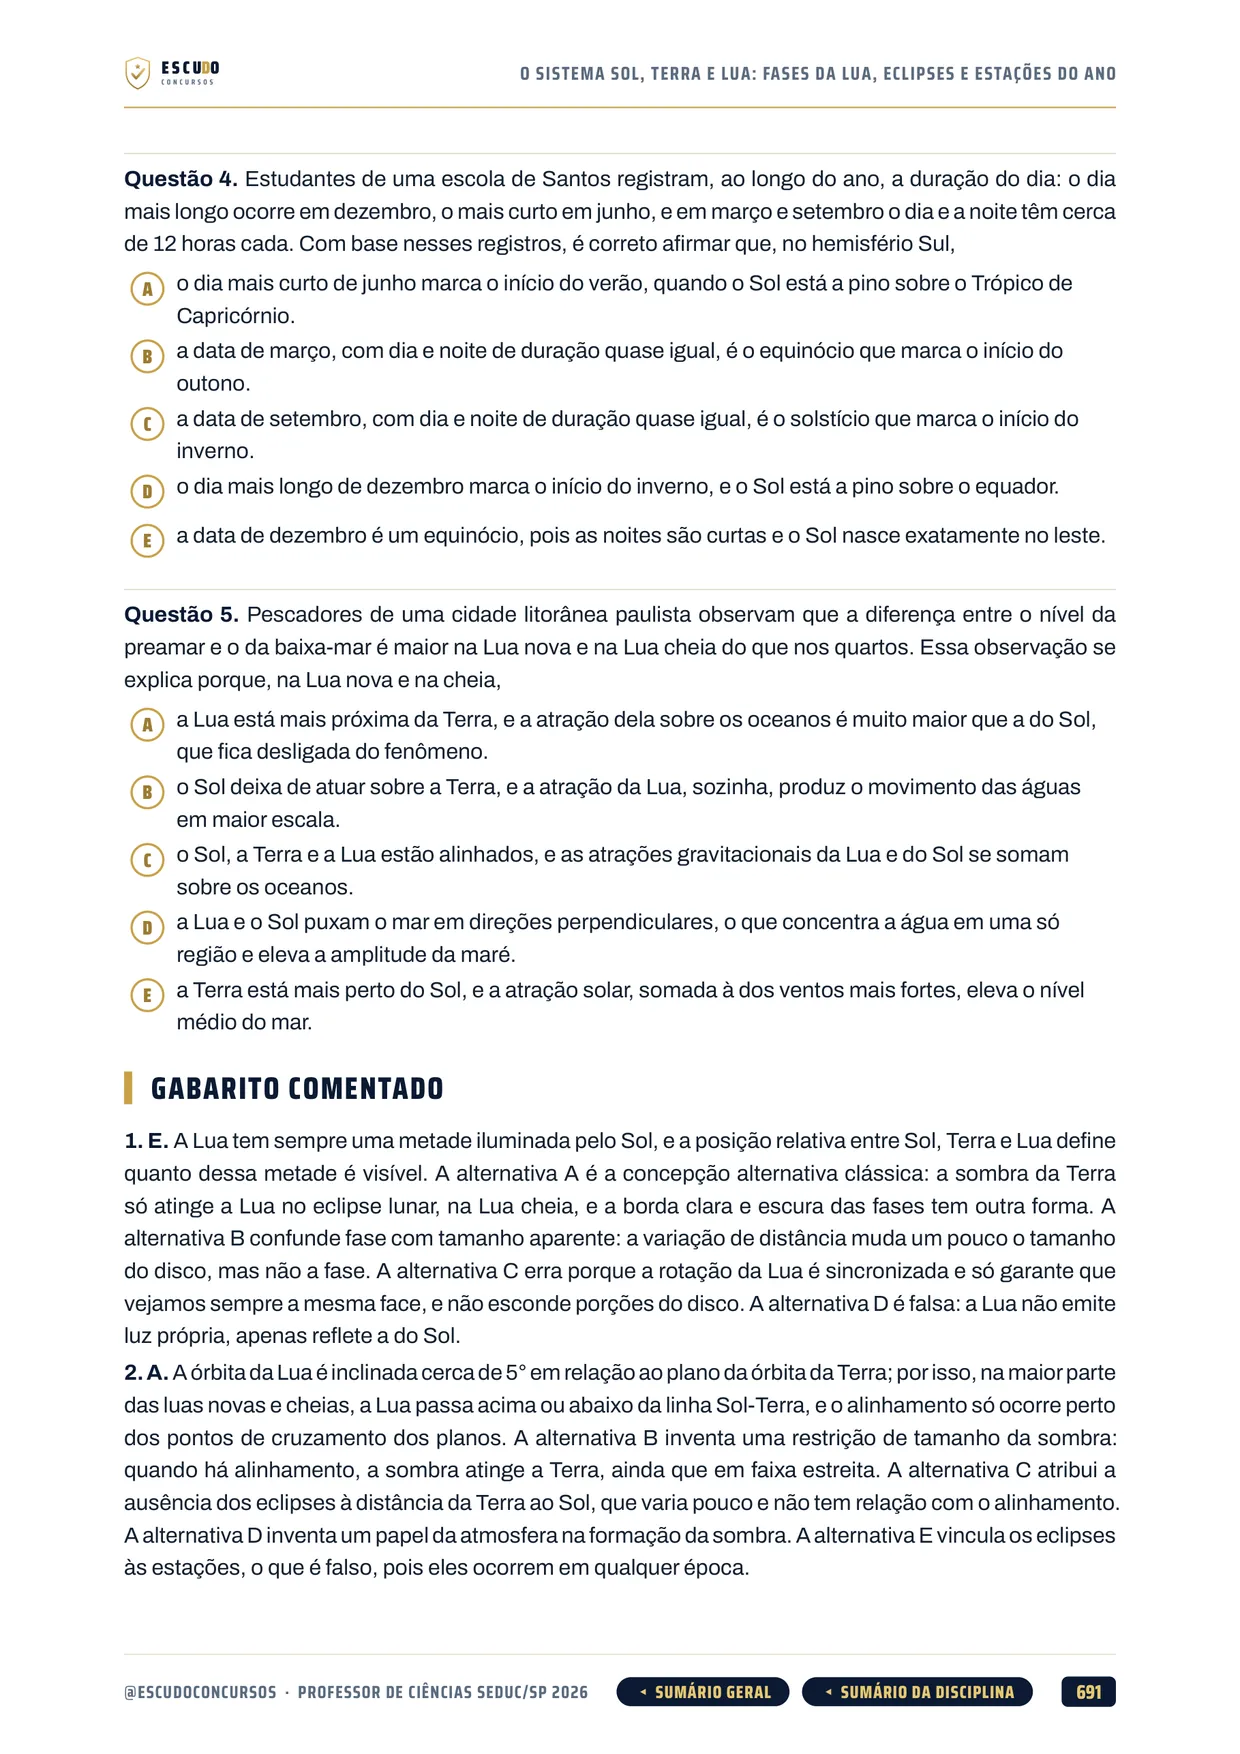 ESCUDO
CONCURSOS
O SISTEMA SOL, TERRA E LUA: FASES DA LUA, ECLIPSES E ESTAÇÕES DO ANO
Questão 4. Estudantes de uma escola de Santos registram, ao longo do ano, a duração do dia: o dia
mais longo ocorre em dezembro, o mais curto em junho, e em março e setembro o dia e a noite têm cerca
de 12 horas cada. Com base nesses registros, é correto afirmar que, no hemisfério Sul,
A o dia mais curto de junho marca o início do verão, quando o Sol está a pino sobre o Trópico de
Capricórnio.
B a data de março, com dia e noite de duração quase igual, é o equinócio que marca o início do
outono.
C a data de setembro, com dia e noite de duração quase igual, é o solstício que marca o início do
inverno.
D o dia mais longo de dezembro marca o início do inverno, e o Sol está a pino sobre o equador.
E a data de dezembro é um equinócio, pois as noites são curtas e o Sol nasce exatamente no leste.
Questão 5. Pescadores de uma cidade litorânea paulista observam que a diferença entre o nível da
preamar e o da baixa-mar é maior na Lua nova e na Lua cheia do que nos quartos. Essa observação se
explica porque, na Lua nova e na cheia,
A a Lua está mais próxima da Terra, e a atração dela sobre os oceanos é muito maior que a do Sol,
que fica desligada do fenômeno.
B o Sol deixa de atuar sobre a Terra, e a atração da Lua, sozinha, produz o movimento das águas
em maior escala.
C o Sol, a Terra e a Lua estão alinhados, e as atrações gravitacionais da Lua e do Sol se somam
sobre os oceanos.
D a Lua e o Sol puxam o mar em direções perpendiculares, o que concentra a água em uma só
região e eleva a amplitude da maré.
E a Terra está mais perto do Sol, e a atração solar, somada à dos ventos mais fortes, eleva o nível
médio do mar.
GABARITO COMENTADO
1. E. A Lua tem sempre uma metade iluminada pelo Sol, e a posição relativa entre Sol, Terra e Lua define
quanto dessa metade é visível. A alternativa A é a concepção alternativa clássica: a sombra da Terra
só atinge a Lua no eclipse lunar, na Lua cheia, e a borda clara e escura das fases tem outra forma. A
alternativa B confunde fase com tamanho aparente: a variação de distância muda um pouco o tamanho
do disco, mas não a fase. A alternativa C erra porque a rotação da Lua é sincronizada e só garante que
vejamos sempre a mesma face, e não esconde porções do disco. A alternativa D é falsa: a Lua não emite
luz própria, apenas reflete a do Sol.
2. A. A órbita da Lua é inclinada cerca de 5° em relação ao plano da órbita da Terra; por isso, na maior parte
das luas novas e cheias, a Lua passa acima ou abaixo da linha Sol-Terra, e o alinhamento só ocorre perto
dos pontos de cruzamento dos planos. A alternativa B inventa uma restrição de tamanho da sombra:
quando há alinhamento, a sombra atinge a Terra, ainda que em faixa estreita. A alternativa C atribui a
ausência dos eclipses à distância da Terra ao Sol, que varia pouco e não tem relação com o alinhamento.
A alternativa D inventa um papel da atmosfera na formação da sombra. A alternativa E vincula os eclipses
às estações, o que é falso, pois eles ocorrem em qualquer época.
@ESCUDOCONCURSOS · PROFESSOR DE CIÊNCIAS SEDUC/SP 2026 ◂ SUMÁRIO GERAL ◂ SUMÁRIO DA DISCIPLINA 691